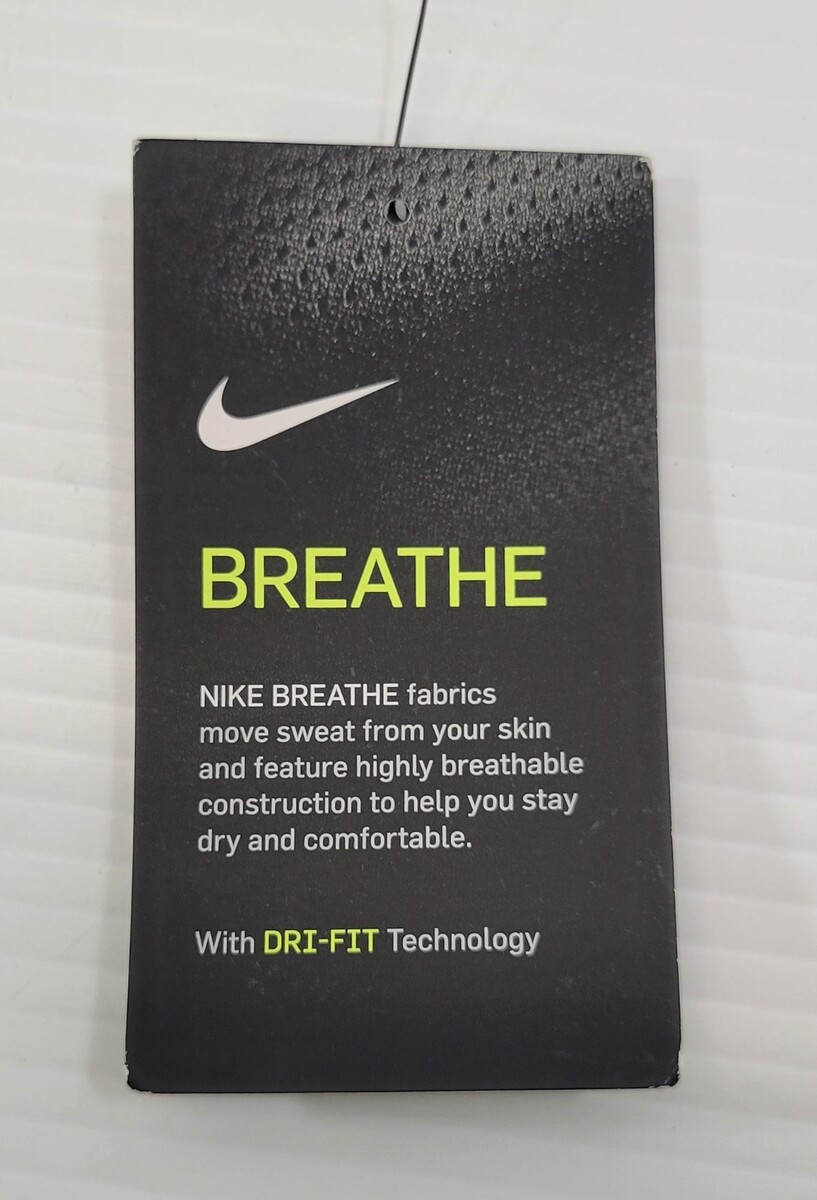 BREATHE
NIKE BREATHE fabrics
move sweat from your skin
and feature highly breathable
construction to help you stay
dry and comfortable.
With DRI-FIT Technology